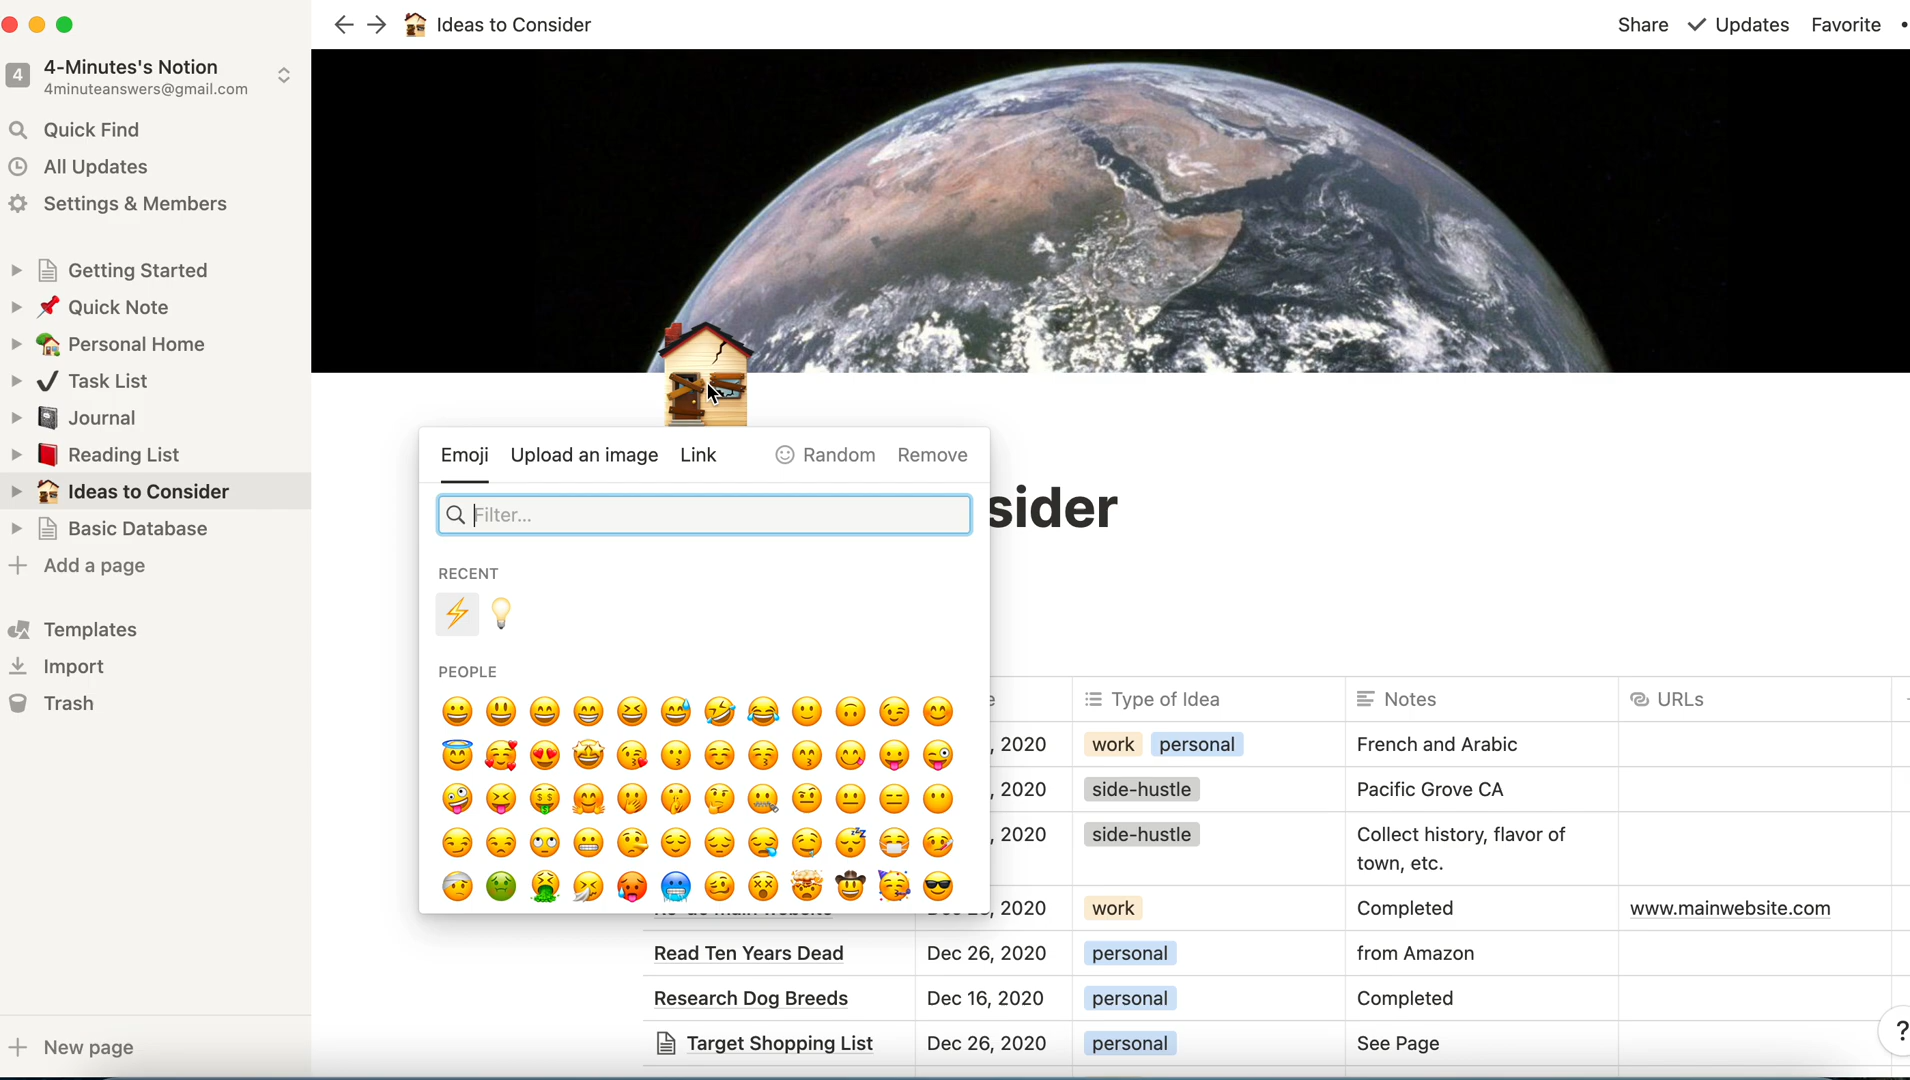 Ideas to Consider
Share Updates Favorite
4 4-Minutes's Notion
4minuteanswers@gmail.com
Quick Find
All Updates
Settings & Members
Getting Started
Quick Note
Personal Home
Task List
Journal
Reading List
Ideas to Consider
Basic Database
Add a page
Templates
Import
Trash
New page
Emoji Upload an image Link Random Remove
Filter...
RECENT
PEOPLE
sider
Type of Idea Notes URLs
, 2020 work personal French and Arabic
, 2020 side-hustle Pacific Grove CA
, 2020 side-hustle Collect history, flavor of
town, etc.
, 2020 work Completed www.mainwebsite.com
Read Ten Years Dead Dec 26, 2020 personal from Amazon
Research Dog Breeds Dec 16, 2020 personal Completed
Target Shopping List Dec 26, 2020 personal See Page
?